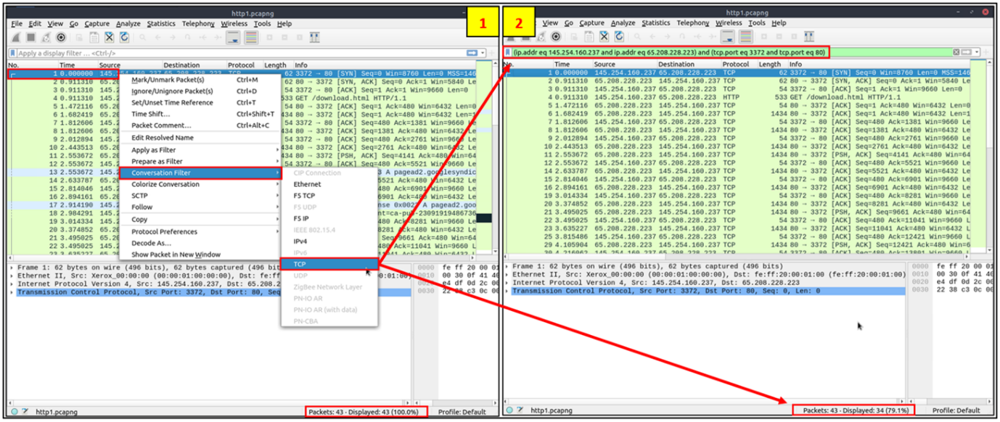 http1.pcapng
1
File Edit View Go Capture Analyze Statistics Telephony Wireless Tools Help
Apply a display filter ... <Ctrl-/>
No. Time Source Destination Protocol Length Info
1 0.000000 145.254.160.237 65.208.228.223 TCP 62 3372 → 80 [SYN] Seq=0 Win=8760 Len=0 MSS=146
2 0.911310 65.2 62 80 → 3372 [SYN, ACK] Seq=0 Ack=1 Win=5840 Le
3 0.911310 145.2 54 3372 → 80 [ACK] Seq=1 Ack=1 Win=9660 Len=0
4 0.911310 145.2 533 GET /download.html HTTP/1.1
5 1.472116 65.20 54 80 → 3372 [ACK] Seq=1 Ack=480 Win=6432 Len=0
6 1.682419 65.20 434 80 → 3372 [ACK] Seq=1 Ack=480 Win=6432 Len=1
7 1.812606 145.2 54 3372 → 80 [ACK] Seq=480 Ack=1381 Win=9660 Le
8 1.812606 65.20 434 80 → 3372 [ACK] Seq=1381 Ack=480 Win=6432 Le
9 2.012894 145.2 54 3372 → 80 [ACK] Seq=480 Ack=2761 Win=9660 Le
10 2.443513 65.20 434 80 → 3372 [ACK] Seq=2761 Ack=480 Win=6432 Le
11 2.553672 65.20 434 80 → 3372 [PSH, ACK] Seq=4141 Ack=480 Win=64
12 2.553672 145.2 54 3372 → 80 [ACK] Seq=480 Ack=5521 Win=9660 Le
13 2.553672 145.2 A pagead2.googlesyndic
14 2.633787 65.20 5521 Ack=480 Win=6432 Le
15 2.814046 145.2 480 Ack=6901 Win=9660 Le
16 2.894161 65.20 6901 Ack=480 Win=6432 Le
17 2.914190 145.2 nse 0x0023 A pagead2.goo
18 2.984291 145.2 nt=ca-pub-2309191948673
19 3.014334 145.2 480 Ack=8281 Win=9660 Le
20 3.374852 65.20 8281 Ack=480 Win=6432 Le
21 3.495025 65.20 Seq=9661 Ack=480 Win=64
22 3.495025 145.2 480 Ack=11041 Win=9660 L
23 3.635227 145.2
Mark/Unmark Packet(s) Ctrl+M
Ignore/Unignore Packet(s) Ctrl+D
Set/Unset Time Reference Ctrl+T
Time Shift... Ctrl+Shift+T
Packet Comment... Ctrl+Alt+C
Edit Resolved Name
Apply as Filter
Prepare as Filter
Conversation Filter
Colorize Conversation
SCTP
Follow
Copy
Protocol Preferences
Decode As...
Show Packet in New Window
CIP Connection
Ethernet
F5 TCP
F5 UDP
F5 IP
IEEE 802.15.4
IPv4
IPv6
TCP
UDP
ZigBee Network Layer
PN-IO AR
PN-IO AR (with data)
PN-CBA
Frame 1: 62 bytes on wire (496 bits), 62 bytes captured (496 bits)
Ethernet II, Src: Xerox_00:00:00 (00:00:01:00:00:00), Dst: fe:ff :00:01:00)
Internet Protocol Version 4, Src: 145.254.160.237, Dst: 65.208.2
Transmission Control Protocol, Src Port: 3372, Dst Port: 80, Seq
0000 fe ff 20 00 01
0010 00 30 0f 41 40
0020 e4 df 0d 2c 00
0030 22 38 c3 0c 00
http1.pcapng
Packets: 43 · Displayed: 43 (100.0%)
Profile: Default
http1.pcapng
2
View Go Capture Analyze Statistics Telephony Wireless Tools Help
(ip.addr eq 145.254.160.237 and ip.addr eq 65.208.228.223) and (tcp.port eq 3372 and tcp.port eq 80)
No. Time Source Destination Protocol Length Info
1 0.000000 145.254.160.237 65.208.228.223 TCP 62 3372 → 80 [SYN] Seq=0 Win=8760 Len=0 MSS=146
2 0.911310 65.208.228.223 145.254.160.237 TCP 62 80 → 3372 [SYN, ACK] Seq=0 Ack=1 Win=5840 Le
3 0.911310 145.254.160.237 65.208.228.223 TCP 54 3372 → 80 [ACK] Seq=1 Ack=1 Win=9660 Len=0
4 0.911310 145.254.160.237 65.208.228.223 HTTP 533 GET /download.html HTTP/1.1
5 1.472116 65.208.228.223 145.254.160.237 TCP 54 80 → 3372 [ACK] Seq=1 Ack=480 Win=6432 Len=0
6 1.682419 65.208.228.223 145.254.160.237 TCP 1434 80 → 3372 [ACK] Seq=1 Ack=480 Win=6432 Len=1
7 1.812606 145.254.160.237 65.208.228.223 TCP 54 3372 → 80 [ACK] Seq=480 Ack=1381 Win=9660 Le
8 1.812606 65.208.228.223 145.254.160.237 TCP 1434 80 → 3372 [ACK] Seq=1381 Ack=480 Win=6432 Le
9 2.012894 145.254.160.237 65.208.228.223 TCP 54 3372 → 80 [ACK] Seq=480 Ack=2761 Win=9660 Le
10 2.443513 65.208.228.223 145.254.160.237 TCP 1434 80 → 3372 [ACK] Seq=2761 Ack=480 Win=6432 Le
11 2.553672 65.208.228.223 145.254.160.237 TCP 1434 80 → 3372 [PSH, ACK] Seq=4141 Ack=480 Win=64
12 2.553672 145.254.160.237 65.208.228.223 TCP 54 3372 → 80 [ACK] Seq=480 Ack=5521 Win=9660 Le
14 2.633787 65.208.228.223 145.254.160.237 TCP 1434 80 → 3372 [ACK] Seq=5521 Ack=480 Win=6432 Le
15 2.814046 145.254.160.237 65.208.228.223 TCP 54 3372 → 80 [ACK] Seq=480 Ack=6901 Win=9660 Le
16 2.894161 65.208.228.223 145.254.160.237 TCP 1434 80 → 3372 [ACK] Seq=6901 Ack=480 Win=6432 Le
19 3.014334 145.254.160.237 65.208.228.223 TCP 54 3372 → 80 [ACK] Seq=480 Ack=8281 Win=9660 Le
20 3.374852 65.208.228.223 145.254.160.237 TCP 1434 80 → 3372 [ACK] Seq=8281 Ack=480 Win=6432 Le
21 3.495025 65.208.228.223 145.254.160.237 TCP 1434 80 → 3372 [PSH, ACK] Seq=9661 Ack=480 Win=64
22 3.495025 145.254.160.237 65.208.228.223 TCP 54 3372 → 80 [ACK] Seq=480 Ack=11041 Win=9660 L
23 3.635227 65.208.228.223 145.254.160.237 TCP 1434 80 → 3372 [ACK] Seq=11041 Ack=480 Win=6432 L
25 3.815486 145.254.160.237 65.208.228.223 TCP 54 3372 → 80 [ACK] Seq=480 Ack=12421 Win=9660 L
29 4.105904 65.208.228.223 145.254.160.237 TCP 1434 80 → 3372 [PSH, ACK] Seq=12421 Ack=480 Win=6
Frame 1: 62 bytes on wire (496 bits), 62 bytes captured (496 bits)
Ethernet II, Src: Xerox_00:00:00 (00:00:01:00:00:00), Dst: fe:ff:20:00:01:00 (fe:ff:20:00:01:00)
Internet Protocol Version 4, Src: 145.254.160.237, Dst: 65.208.228.223
Transmission Control Protocol, Src Port: 3372, Dst Port: 80, Seq: 0, Len: 0
0000 fe ff 20 00 01
0010 00 30 0f 41 40
0020 e4 df 0d 2c 00
0030 22 38 c3 0c 00
http1.pcapng
Packets: 43 · Displayed: 34 (79.1%)
Profile: Default